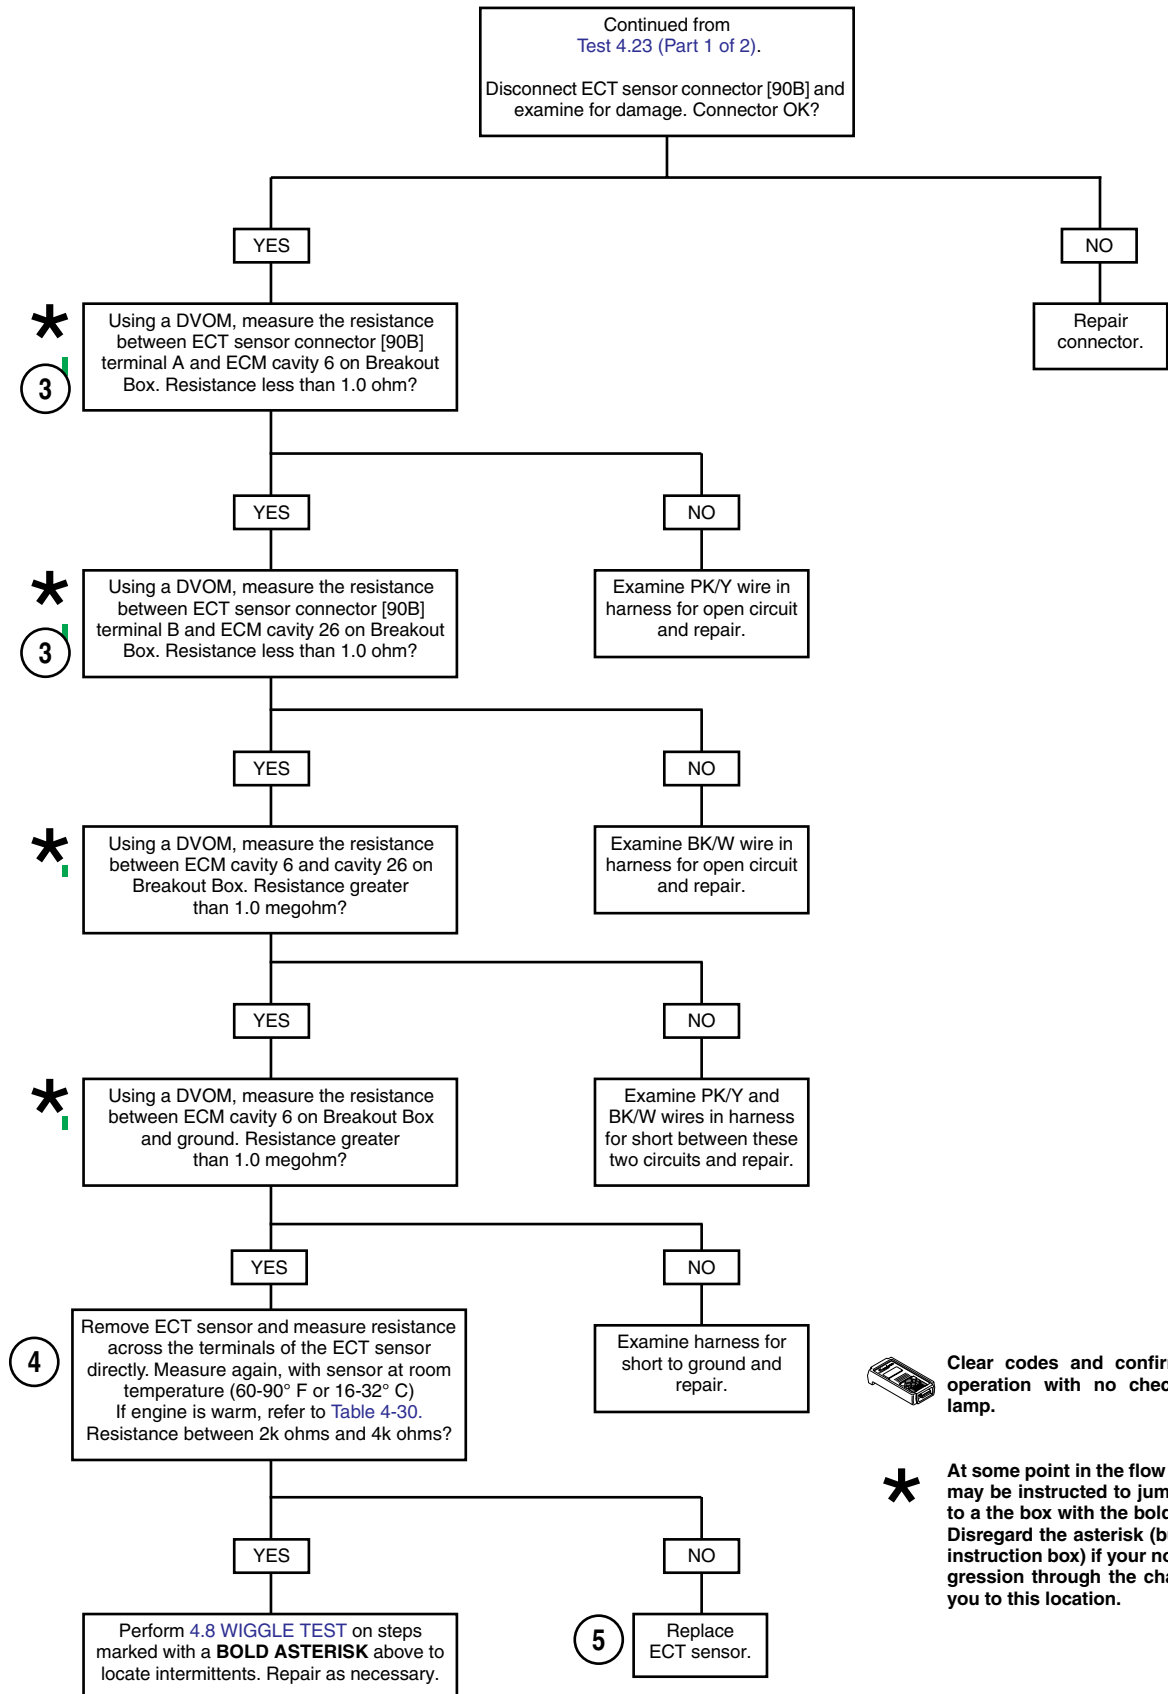 Continued from
Test 4.23 (Part 1 of 2).
Disconnect ECT sensor connector [90B] and
examine for damage. Connector OK?
YES
NO
Using a DVOM, measure the resistance
between ECT sensor connector [90B]
terminal A and ECM cavity 6 on Breakout
Box. Resistance less than 1.0 ohm?
3
Repair
connector.
YES
NO
Using a DVOM, measure the resistance
between ECT sensor connector [90B]
terminal B and ECM cavity 26 on Breakout
Box. Resistance less than 1.0 ohm?
3
Examine PK/Y wire in
harness for open circuit
and repair.
YES
NO
Using a DVOM, measure the resistance
between ECM cavity 6 and cavity 26 on
Breakout Box. Resistance greater
than 1.0 megohm?
Examine BK/W wire in
harness for open circuit
and repair.
YES
NO
Using a DVOM, measure the resistance
between ECM cavity 6 on Breakout Box
and ground. Resistance greater
than 1.0 megohm?
Examine PK/Y and
BK/W wires in harness
for short between these
two circuits and repair.
YES
NO
4
Remove ECT sensor and measure resistance
across the terminals of the ECT sensor
directly. Measure again, with sensor at room
temperature (60-90° F or 16-32° C)
If engine is warm, refer to Table 4-30.
Resistance between 2k ohms and 4k ohms?
Examine harness for
short to ground and
repair.
Clear codes and confir
operation with no chec
lamp.
At some point in the flow
may be instructed to jum
to a the box with the bold
Disregard the asterisk (b
instruction box) if your no
gression through the cha
you to this location.
YES
NO
Perform 4.8 WIGGLE TEST on steps
marked with a BOLD ASTERISK above to
locate intermittents. Repair as necessary.
5
Replace
ECT sensor.